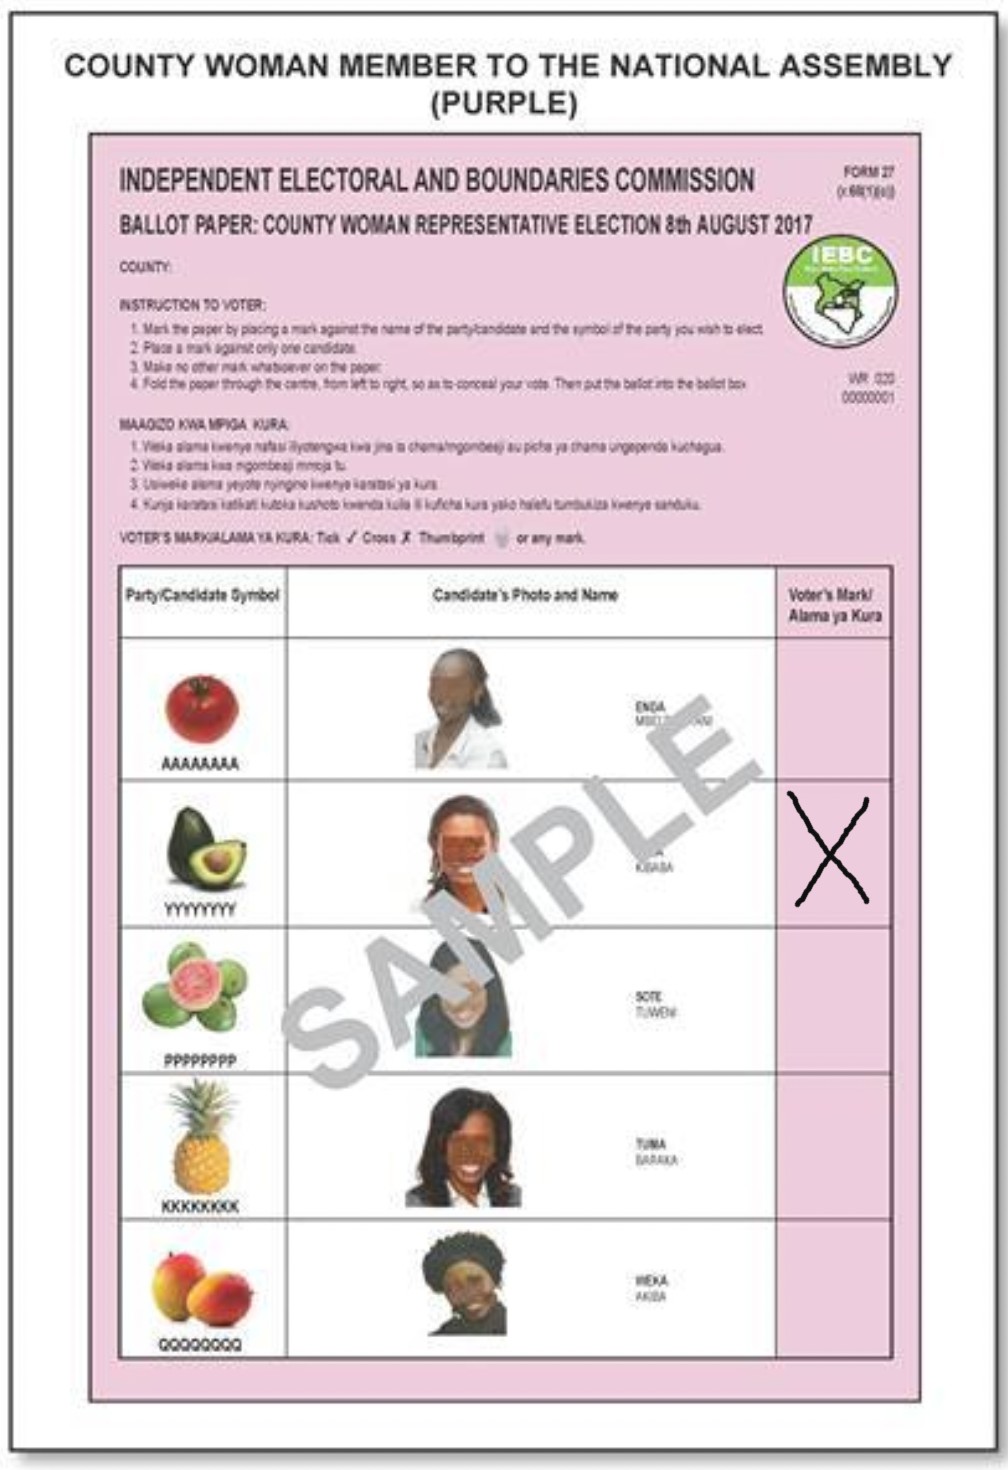 COUNTY WOMAN MEMBER TO THE NATIONAL ASSEMBLY
(PURPLE)
INDEPENDENT ELECTORAL AND BOUNDARIES COMMISSION
FORM 27
BALLOT PAPER: COUNTY WOMAN REPRESENTATIVE ELECTION 8th AUGUST 2017
IEBC
COUNTY:
INSTRUCTION TO VOTER:
1. Mark the paper by placing a mark against the name of the party/candidate and the symbol of the party you wish to elect.
2. Place a mark against only one candidate.
3. Make no other mark whatsoever on the paper.
4. Fold the paper through the centre, from left to right, so as to conceal your vote. Then put the ballot into the ballot box
WR 020
00000001
MAAGIZO KWA MPIGA KURA:
1. Weka alama kwenye nafasi iliyotengwa kwa jina la chama/mgombeaji au picha ya chama ungependa kuchagua.
2. Weka alama kwa mgombeaji mmoja tu.
3. Usiweke alama yeyote nyingine kwenye karatasi ya kura.
4. Kunja karatasi katikati kutoka kushoto kwenda kulia ili kuficha kura yako halafu tumbukiza kwenye sanduku.
VOTER'S MARK/ALAMA YA KURA: Tick ✓ Cross ✗ Thumbprint or any mark.
Party/Candidate Symbol
Candidate's Photo and Name
Voter's Mark/
Alama ya Kura
AAAAAAAA
ENDA
YYYYYYYY
KIBABA
X
PPPPPPPP
SOTE
TUWENI
KKKKKKKK
TUMA
BARAKA
QQQQQQQQ
WEKA
AKIBA
SAMPLE